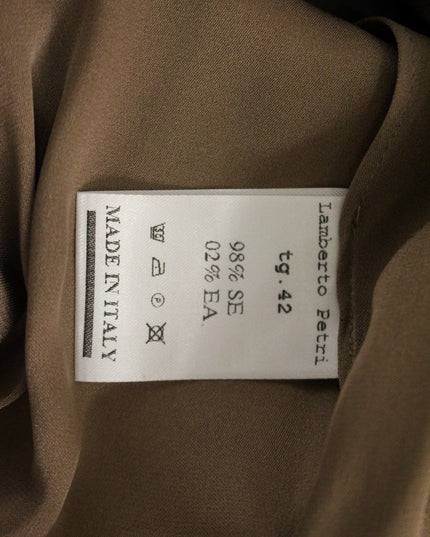 Lamberto Petri
tg.42
98% SE
02% EA
P
MADE IN ITALY